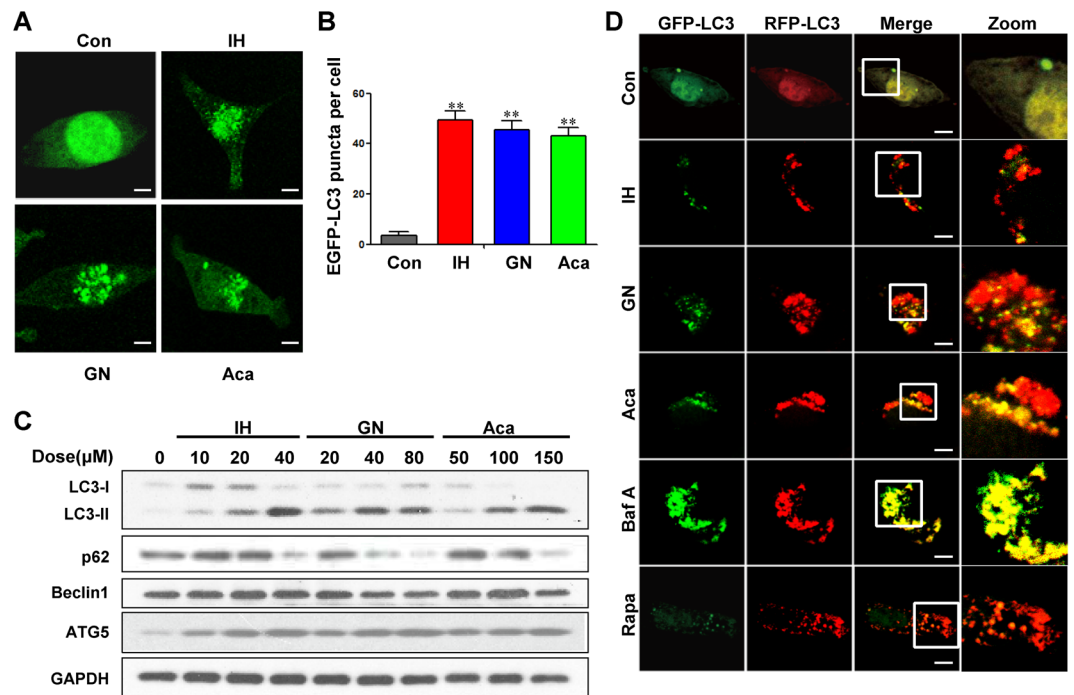 A
Con
IH
GN
Aca
B
EGFP-LC3 puncta per cell
60
40
20
0
**
**
**
Con
IH
GN
Aca
C
IH
GN
Aca
Dose(µM) 0 10 20 40 20 40 80 50 100 150
LC3-I
LC3-II
p62
Beclin1
ATG5
GAPDH
D
GFP-LC3 RFP-LC3 Merge Zoom
Con
IH
GN
Aca
Baf A
Rapa